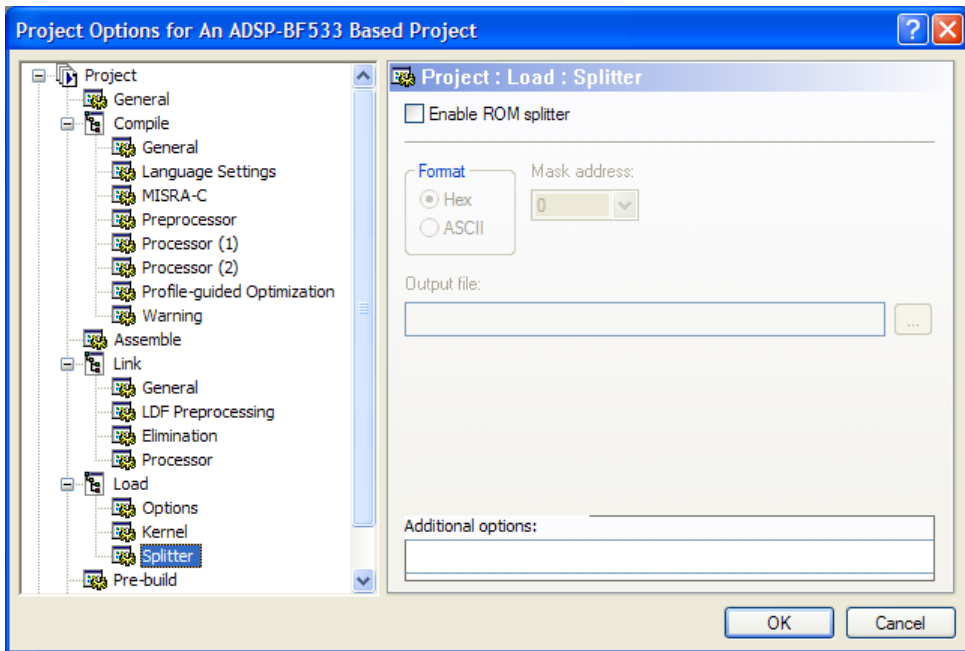 Project Options for An ADSP-BF533 Based Project
Project
General
Compile
General
Language Settings
MISRA-C
Preprocessor
Processor (1)
Processor (2)
Profile-guided Optimization
Warning
Assemble
Link
General
LDF Preprocessing
Elimination
Processor
Load
Options
Kernel
Splitter
Pre-build
Project : Load : Splitter
Enable ROM splitter
Format
Hex
ASCII
Mask address:
0
Output file:
...
Additional options:
OK
Cancel